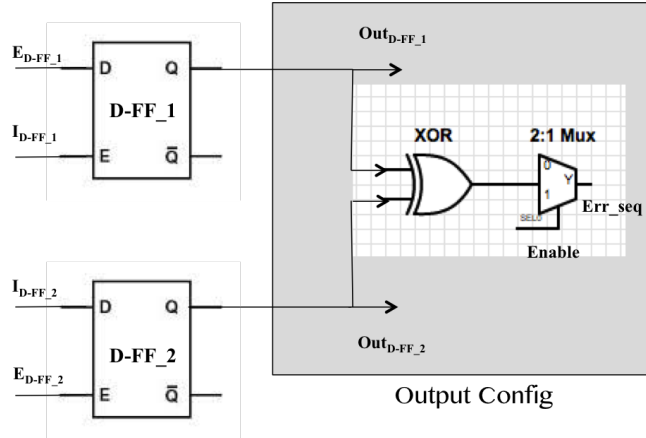 Out_D-FF_1
E_D-FF_1
D Q
D-FF_1
I_D-FF_1
E Q̅
XOR
2:1 Mux
0
Y
1
SEL0
Err_seq
Enable
I_D-FF_2
D Q
D-FF_2
Out_D-FF_2
E_D-FF_2
E Q̅
Output Config